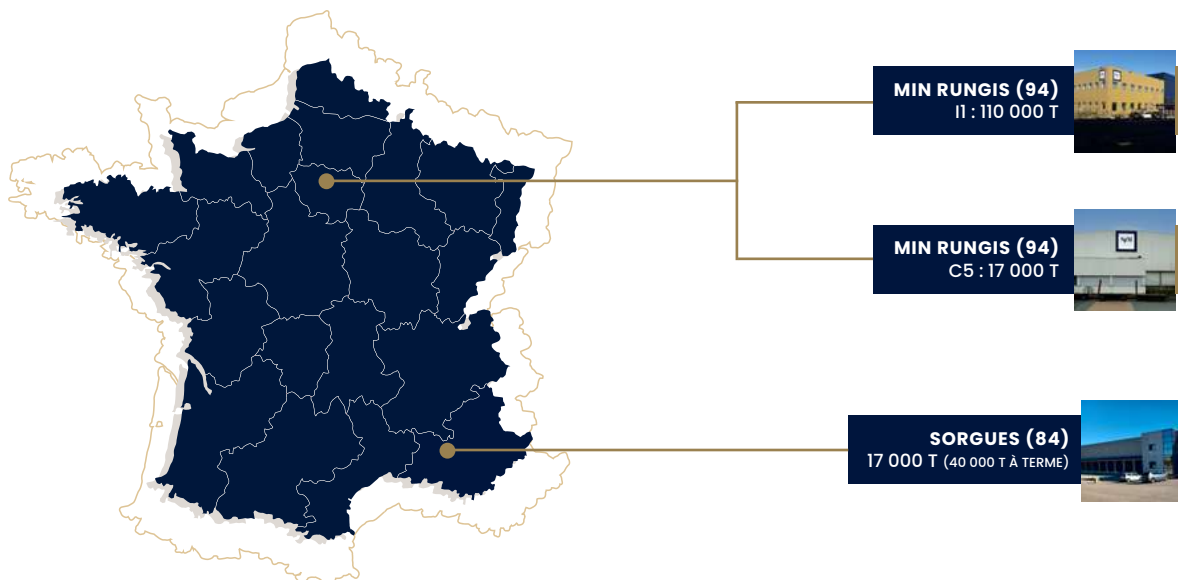 MIN RUNGIS (94)
I1 : 110 000 T
MIN RUNGIS (94)
C5 : 17 000 T
SORGUES (84)
17 000 T (40 000 T À TERME)